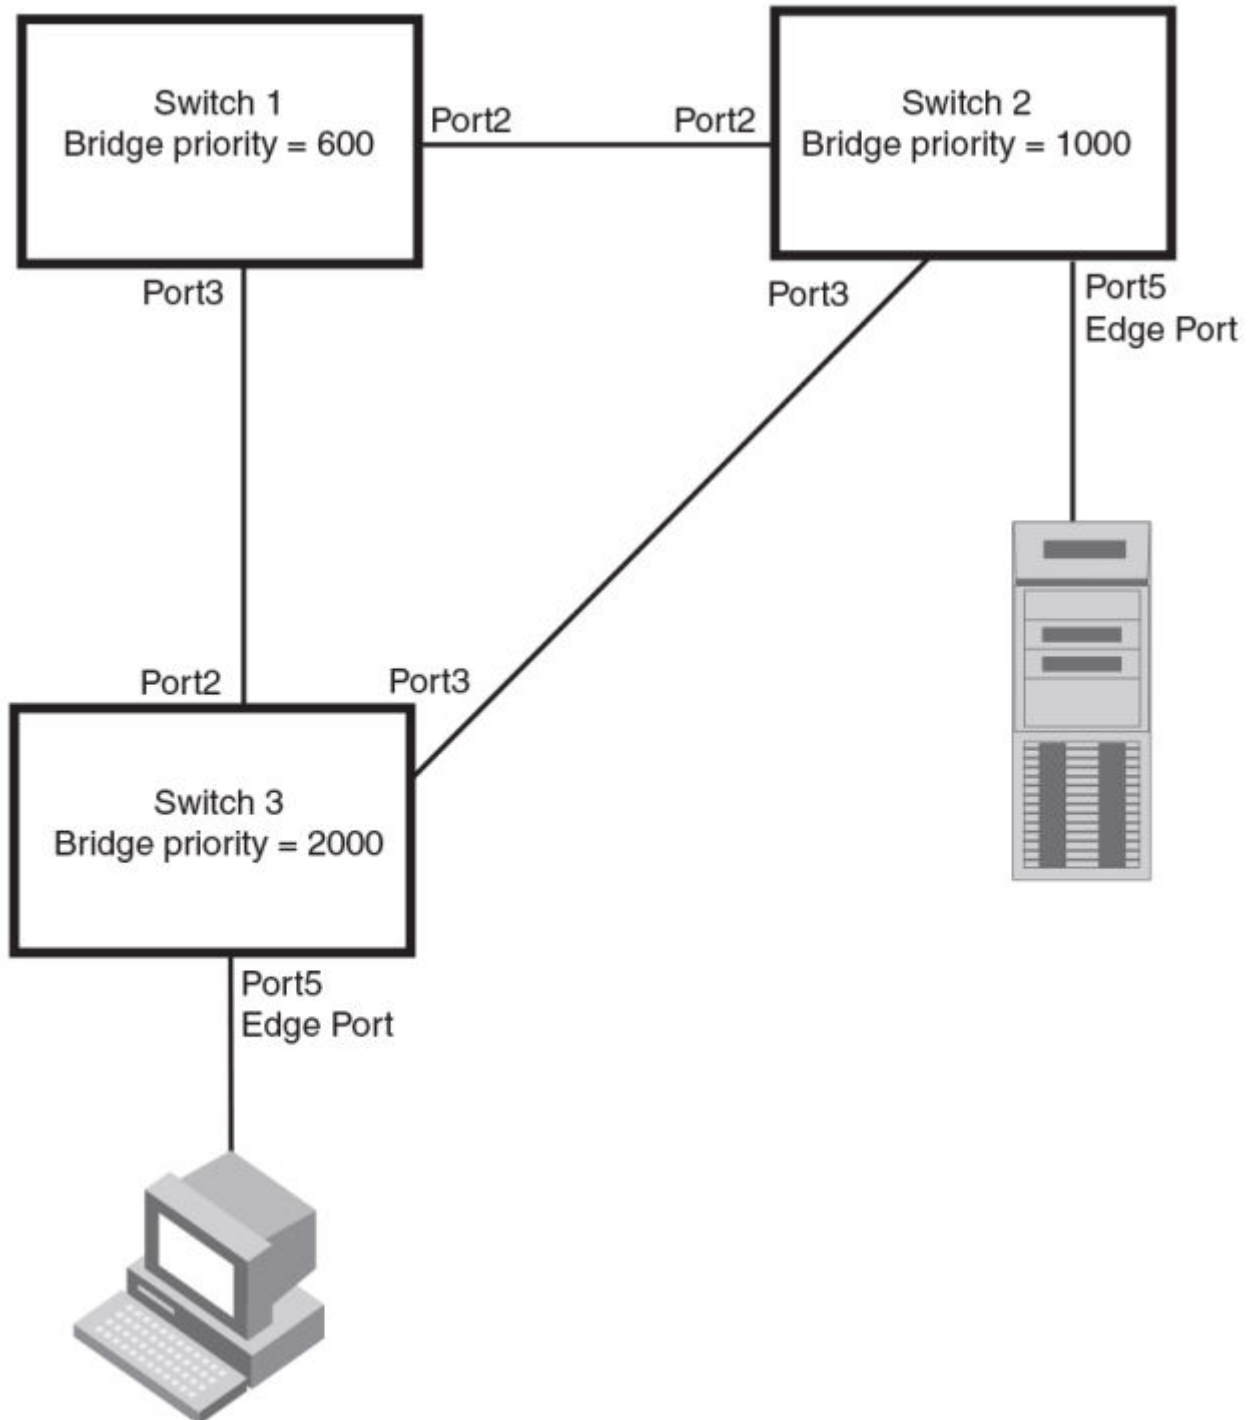 Switch 1
Bridge priority = 600
Port2
Port2
Switch 2
Bridge priority = 1000
Port3
Port3
Port5
Edge Port
Port2
Port3
Switch 3
Bridge priority = 2000
Port5
Edge Port